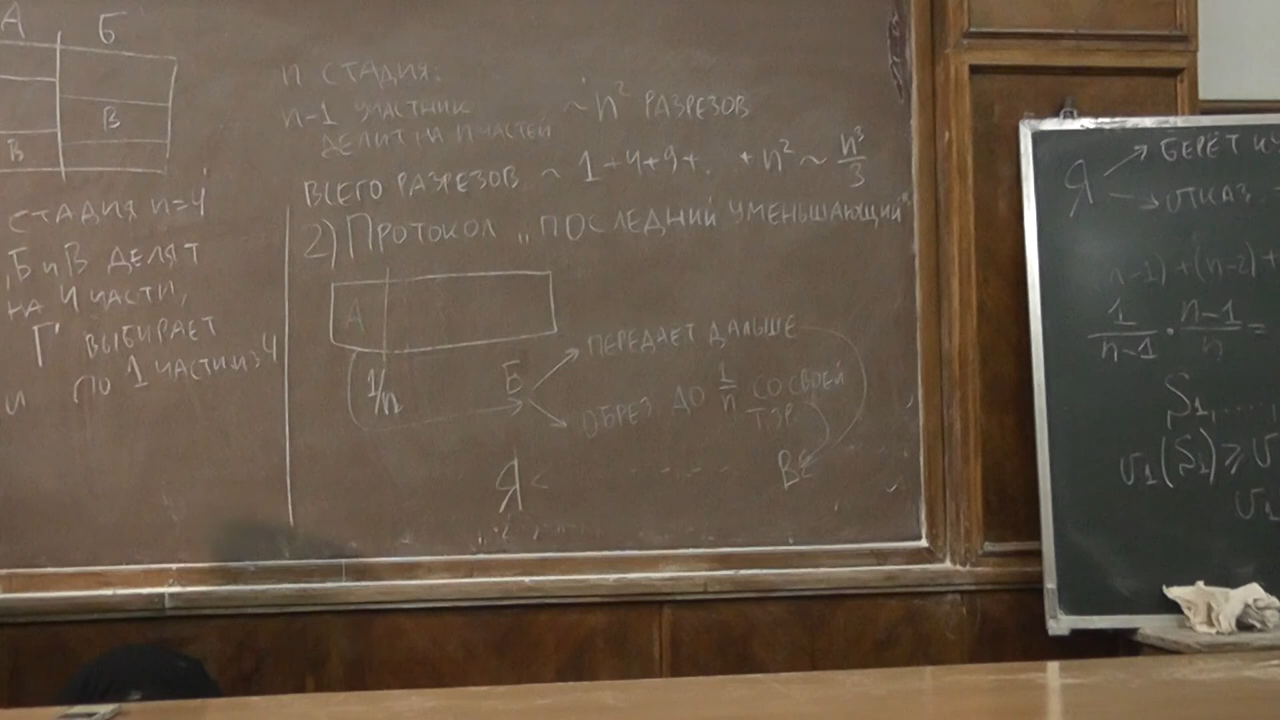 А Б
В
В
СТАДИЯ n=4
, Б и В ДЕЛЯТ
НА 4 ЧАСТИ,
Г ВЫБИРАЕТ
и ПО 1 ЧАСТИ ИЗ 4
n СТАДИЯ:
n-1 УЧАСТНИК
ДЕЛИТ НА n ЧАСТЕЙ
~ n² РАЗРЕЗОВ
ВСЕГО РАЗРЕЗОВ ~ 1+4+9+.. + n² ~ n³/3
2) ПРОТОКОЛ „ПОСЛЕДНИЙ УМЕНЬШАЮЩИЙ"
А
1/n
Б
ПЕРЕДАЕТ ДАЛЬШЕ
ОБРЕЗ. ДО 1/n СО СВОЕЙ
Т.ЗР.
Я < - - - - - В
Я
БЕРЁТ
ОТКАЗ.
n-1) + (n-2) +
1/(n-1) · (n-1)/n =
S₁, ....,
v₁(S₁) ≥ v
v₁